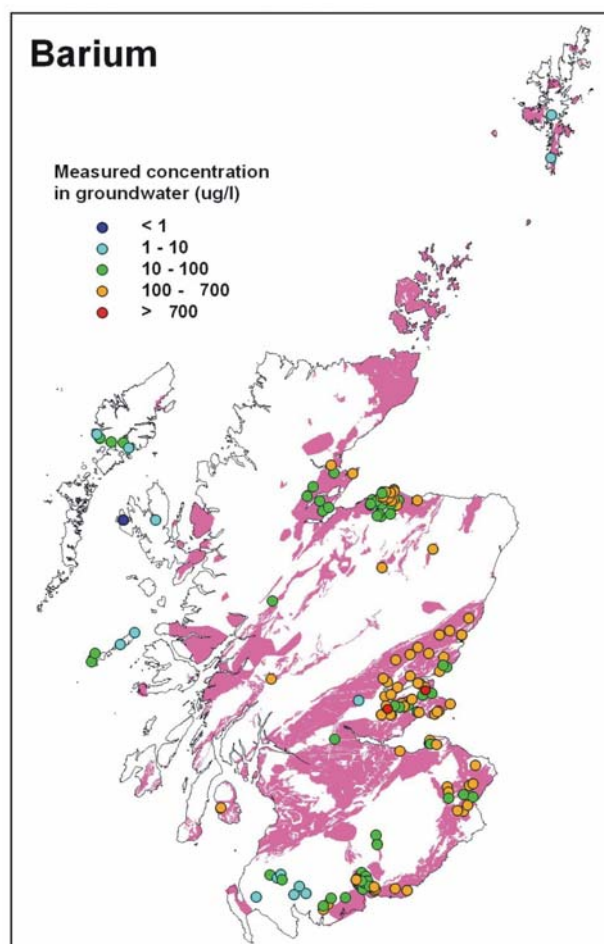 Barium
Measured concentration
in groundwater (ug/l)
< 1
1 - 10
10 - 100
100 - 700
> 700